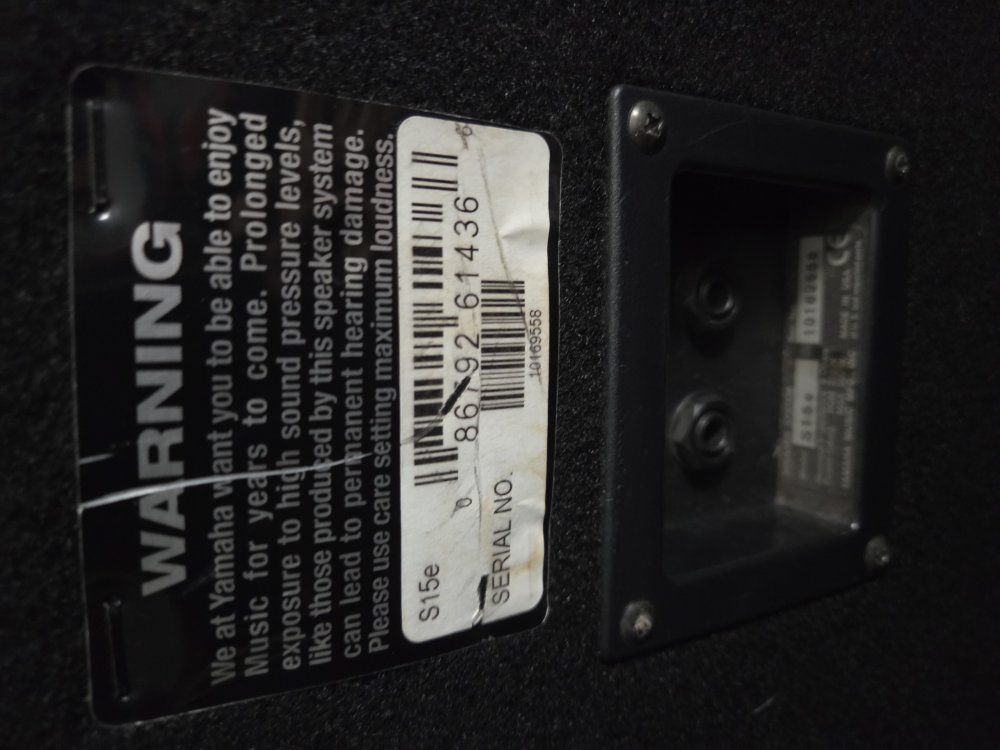 WARNING
We at Yamaha want you to be able to enjoy
Music for years to come. Prolonged
exposure to high sound pressure levels,
like those produced by this speaker system
can lead to permanent hearing damage.
Please use care setting maximum loudness.
S15e
0 86792 61436 6
SERIAL NO.
10169558
S15e
CE